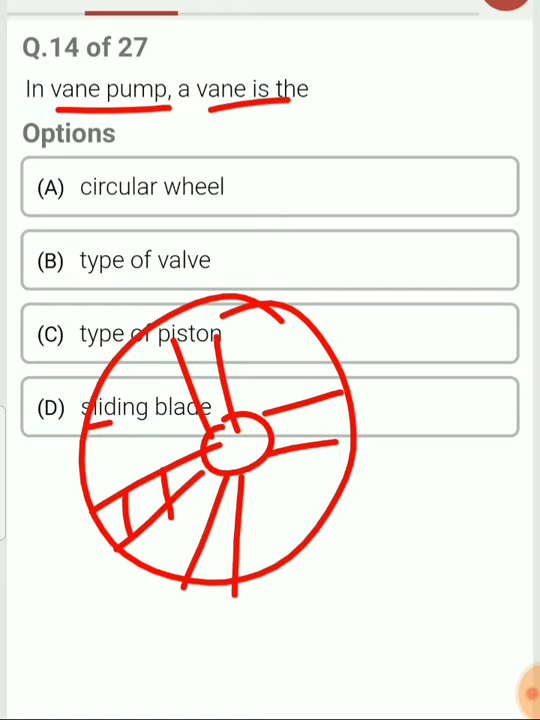 Q.14 of 27
In vane pump, a vane is the
Options
(A) circular wheel
(B) type of valve
(C) type of piston
(D) sliding blade